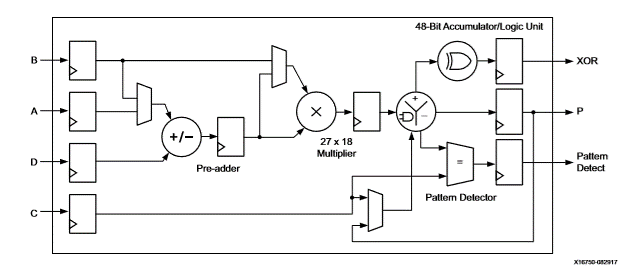 48-Bit Accumulator/Logic Unit
B
XOR
A
P
+
−
+/−
×
27 x 18
Multiplier
D
Pre-adder
=
Pattern
Detect
Pattern Detector
C
X16750-082917